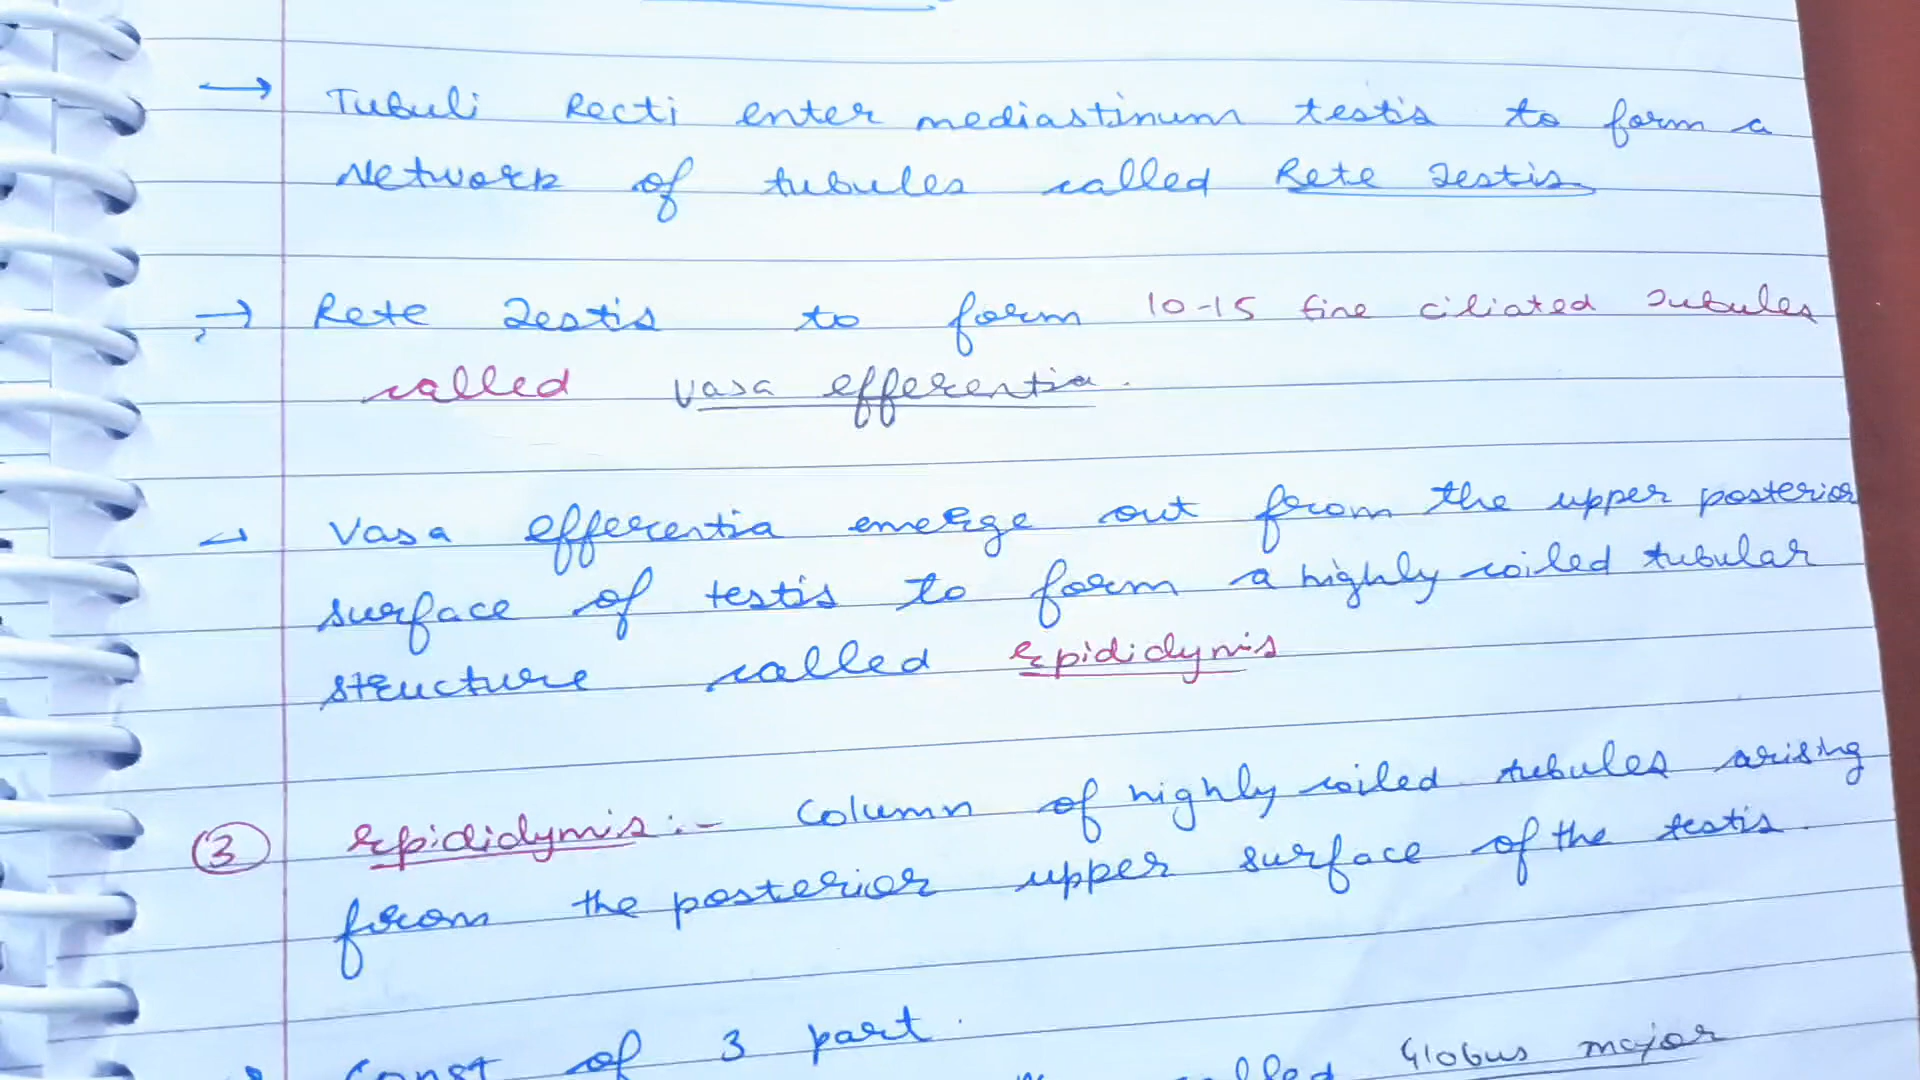 → Tubuli Recti enter mediastinum testis to form a
Network of tubules called Rete Testis
→ Rete Testis to form 10-15 fine ciliated Tubules
called vasa efferentia.
→ Vasa efferentia emerge out from the upper posterior
surface of testis to form a highly coiled tubular
structure called Epididymis
③ Epididymis:- Column of highly coiled tubules arising
from the posterior upper surface of the testis.
Const of 3 part.
called Globus major